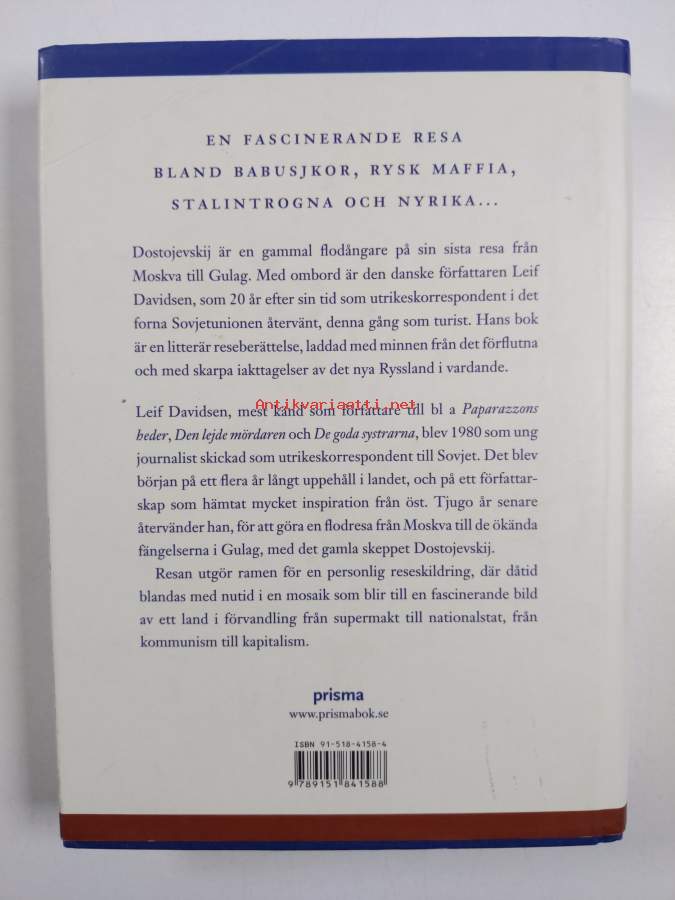 EN FASCINERANDE RESA
BLAND BABUSJKOR, RYSK MAFFIA,
STALINTROGNA OCH NYRIKA...
Dostojevskij är en gammal flodångare på sin sista resa från
Moskva till Gulag. Med ombord är den danske författaren Leif
Davidsen, som 20 år efter sin tid som utrikeskorrespondent i det
forna Sovjetunionen återvänt, denna gång som turist. Hans bok
är en litterär reseberättelse, laddad med minnen från det förflutna
och med skarpa iakttagelser av det nya Ryssland i vardande.
Antikvariaatti.net
Leif Davidsen, mest känd som författare till bl a Paparazzons
heder, Den lejde mördaren och De goda systrarna, blev 1980 som ung
journalist skickad som utrikeskorrespondent till Sovjet. Det blev
början på ett flera år långt uppehåll i landet, och på ett författar-
skap som hämtat mycket inspiration från öst. Tjugo år senare
återvänder han, för att göra en flodresa från Moskva till de ökända
fängelserna i Gulag, med det gamla skeppet Dostojevskij.
Resan utgör ramen för en personlig reseskildring, där dåtid
blandas med nutid i en mosaik som blir till en fascinerande bild
av ett land i förvandling från supermakt till nationalstat, från
kommunism till kapitalism.
prisma
www.prismabok.se
ISBN 91-518-4158-4
9 789151 841588